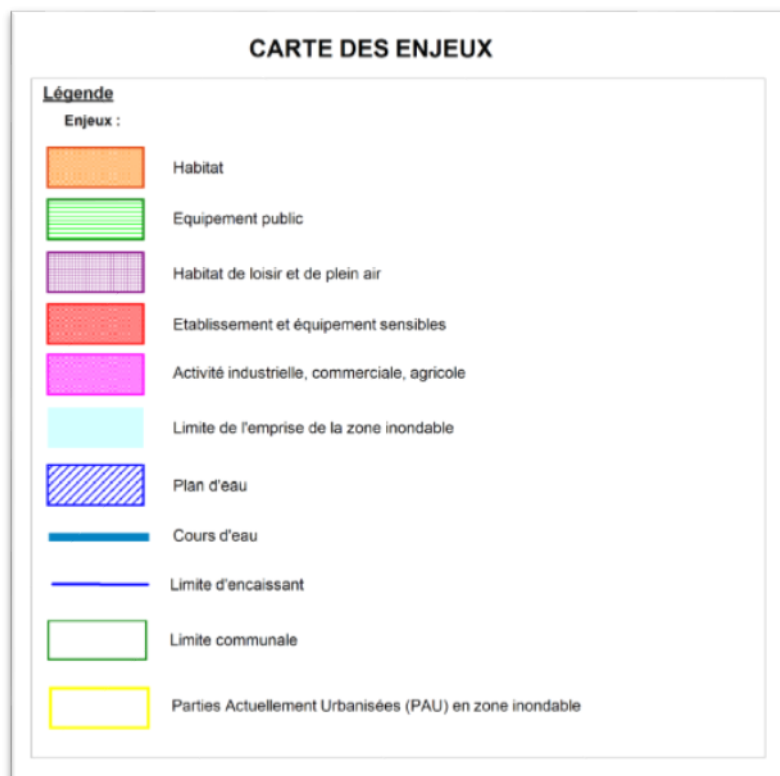 CARTE DES ENJEUX
Légende
Enjeux :
Habitat
Equipement public
Habitat de loisir et de plein air
Etablissement et équipement sensibles
Activité industrielle, commerciale, agricole
Limite de l'emprise de la zone inondable
Plan d'eau
Cours d'eau
Limite d'encaissant
Limite communale
Parties Actuellement Urbanisées (PAU) en zone inondable